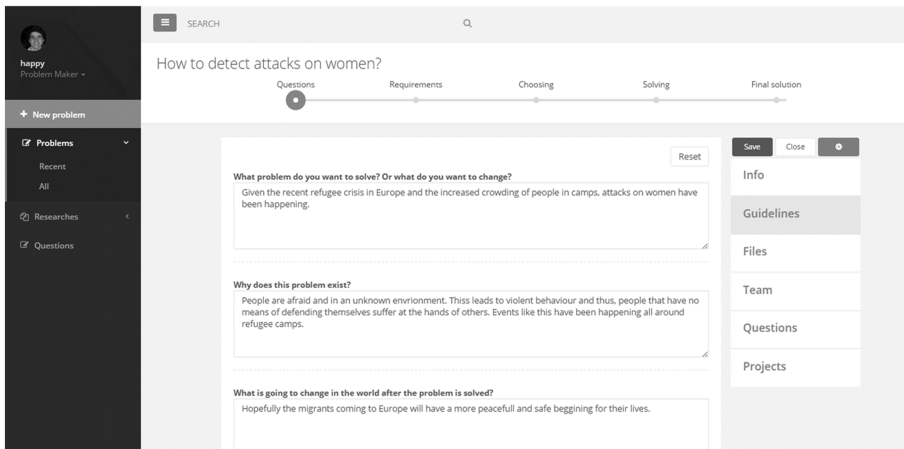 SEARCH
happy
Problem Maker
How to detect attacks on women?
Questions Requirements Choosing Solving Final solution
+ New problem
Problems
Recent
All
Researches
Questions
Reset
What problem do you want to solve? Or what do you want to change?
Given the recent refugee crisis in Europe and the increased crowding of people in camps, attacks on women have
been happening.
Why does this problem exist?
People are afraid and in an unknown envrionment. Thiss leads to violent behaviour and thus, people that have no
means of defending themselves suffer at the hands of others. Events like this have been happening all around
refugee camps.
What is going to change in the world after the problem is solved?
Hopefully the migrants coming to Europe will have a more peacefull and safe beggining for their lives.
Save Close
Info
Guidelines
Files
Team
Questions
Projects